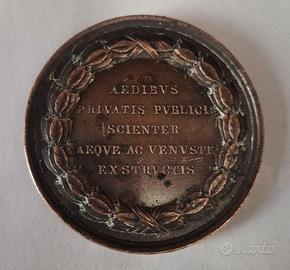 AEDIBVS
PRIVATIS PVBLICIS
SCIENTER
AEQVE AC VENVSTE
EXSTRVCTIS
subito